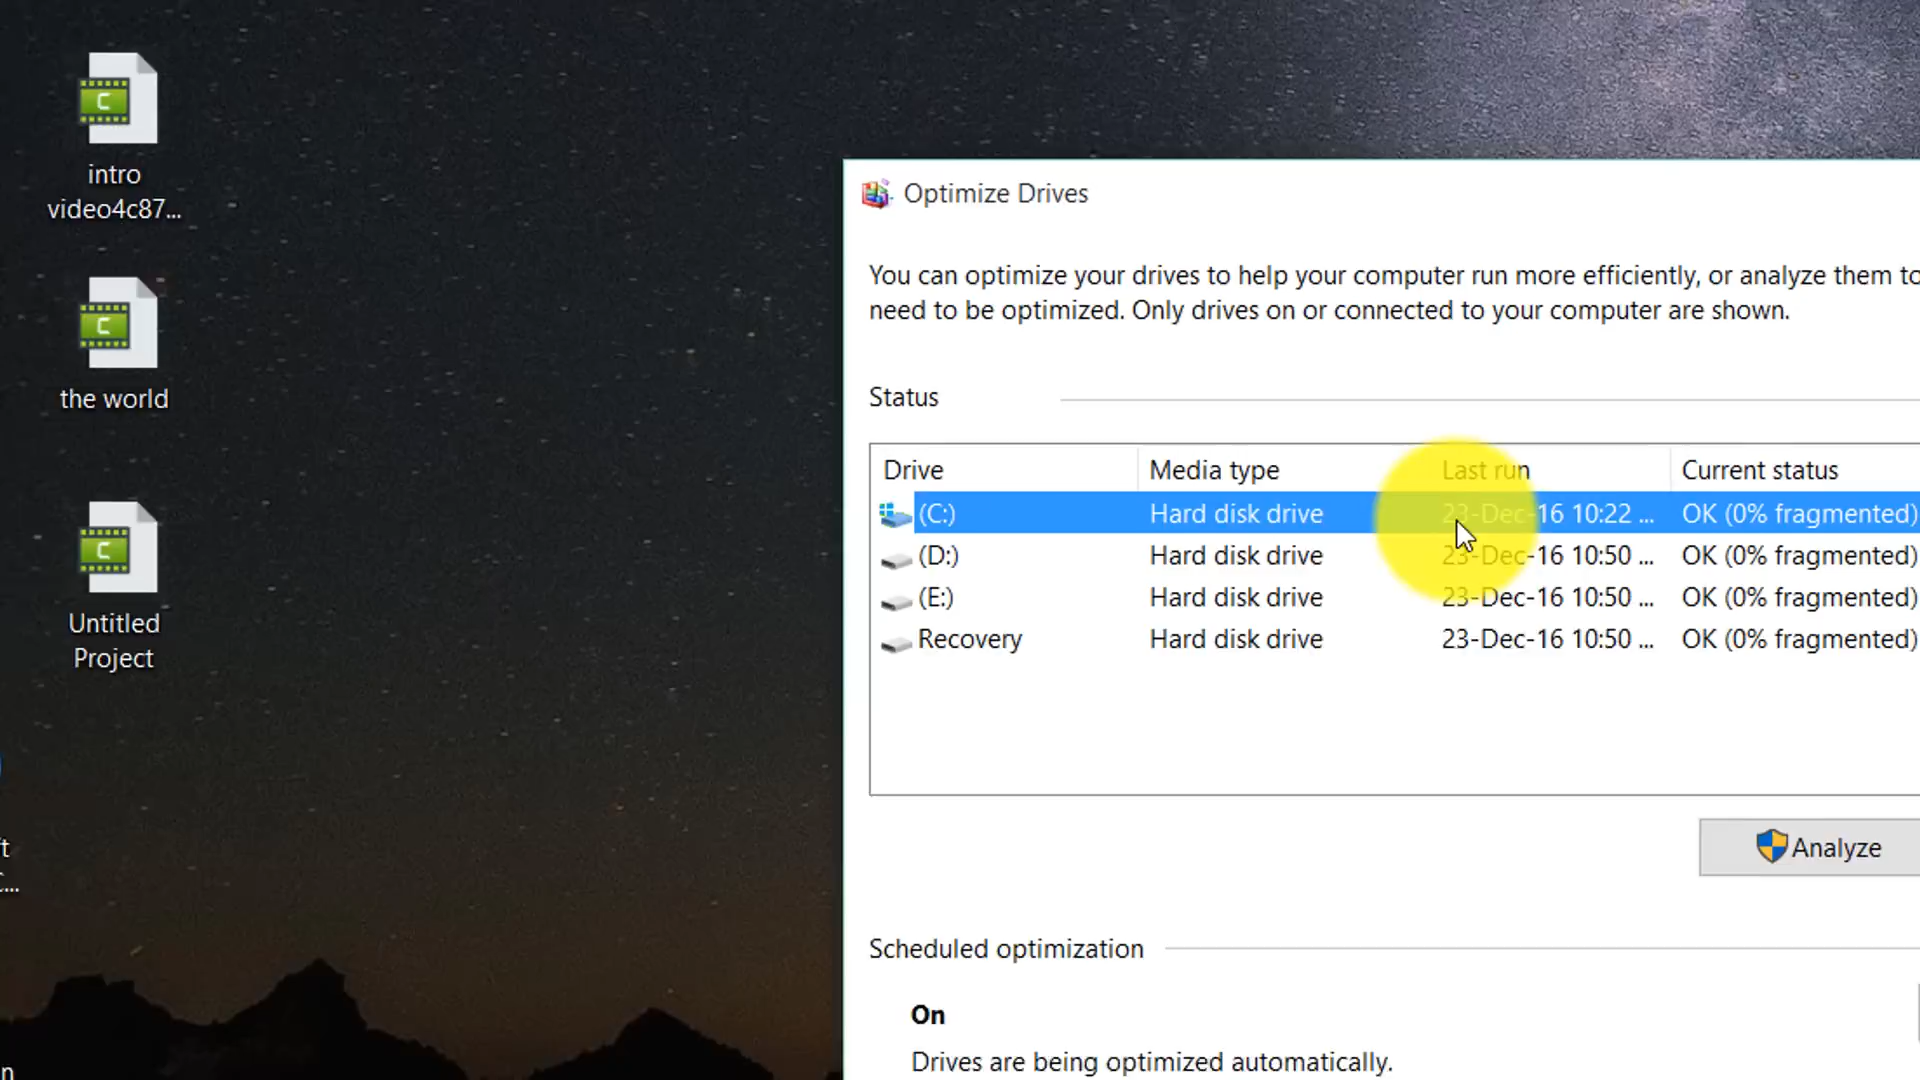 intro
video4c87...
the world
Untitled
Project
Optimize Drives
You can optimize your drives to help your computer run more efficiently, or analyze them to
need to be optimized. Only drives on or connected to your computer are shown.
Status
Drive Media type Last run Current status
(C:) Hard disk drive 23-Dec-16 10:22 ... OK (0% fragmented)
(D:) Hard disk drive 23-Dec-16 10:50 ... OK (0% fragmented)
(E:) Hard disk drive 23-Dec-16 10:50 ... OK (0% fragmented)
Recovery Hard disk drive 23-Dec-16 10:50 ... OK (0% fragmented)
Analyze
Scheduled optimization
On
Drives are being optimized automatically.